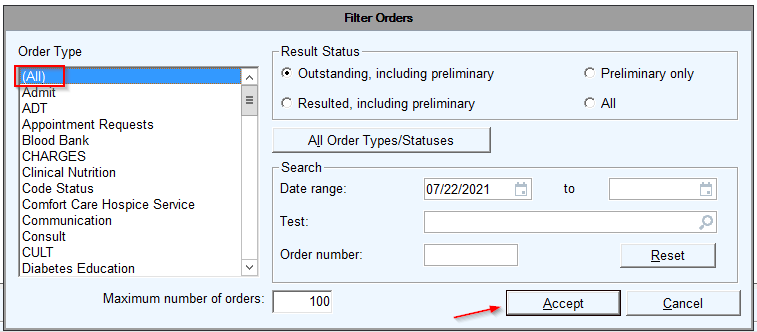 Filter Orders
Order Type
(All)
Admit
ADT
Appointment Requests
Blood Bank
CHARGES
Clinical Nutrition
Code Status
Comfort Care Hospice Service
Communication
Consult
CULT
Diabetes Education
Maximum number of orders: 100
Result Status
Outstanding, including preliminary
Preliminary only
Resulted, including preliminary
All
All Order Types/Statuses
Search
Date range: 07/22/2021 to
Test:
Order number:
Reset
Accept
Cancel